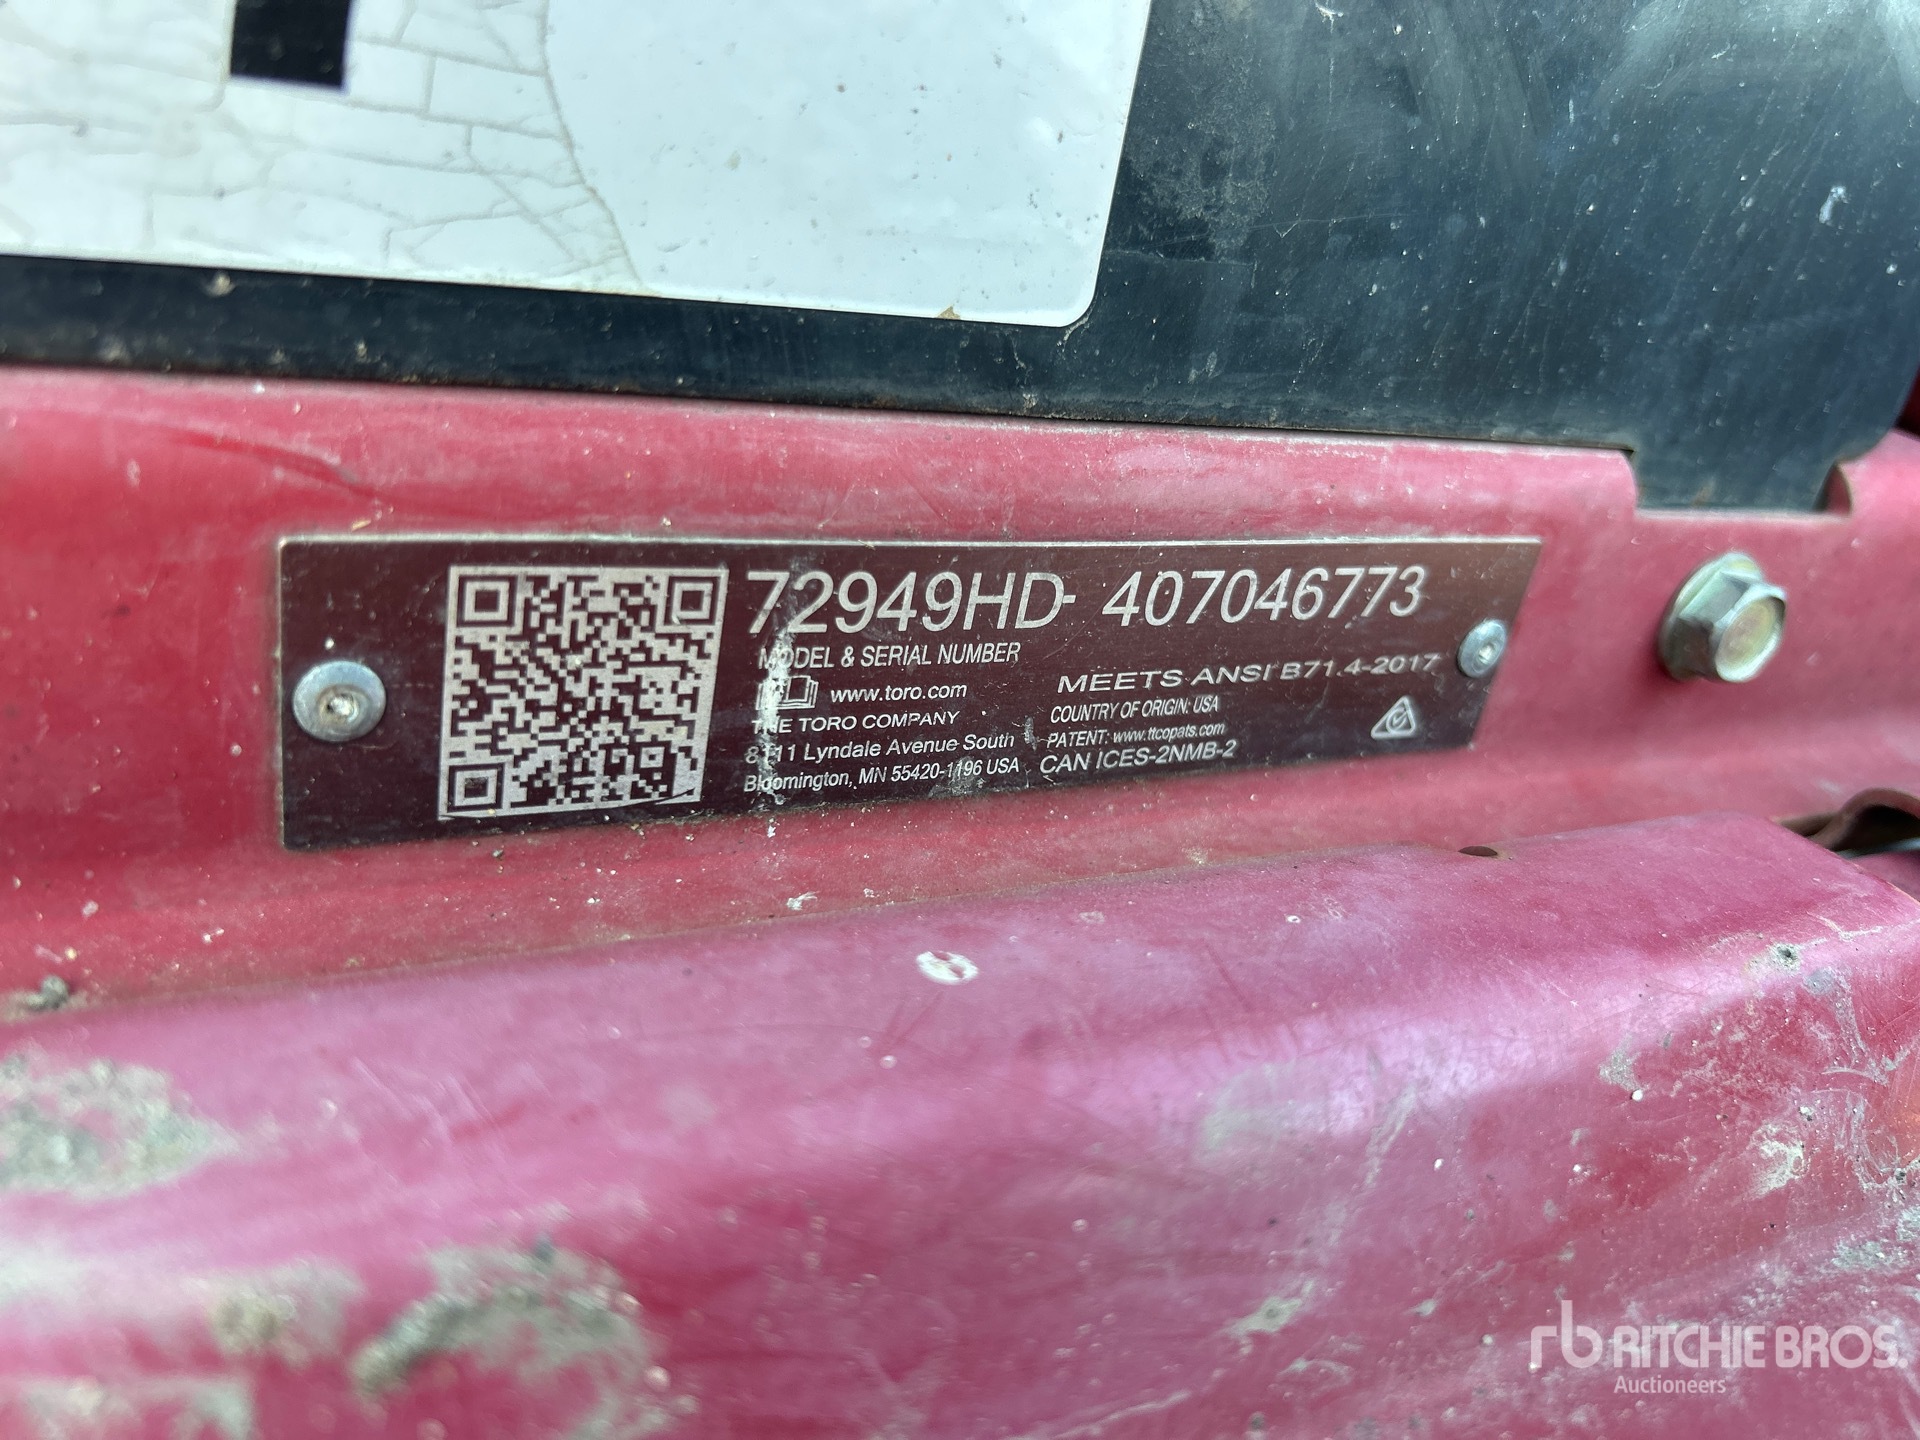 72949HD- 407046773
MODEL & SERIAL NUMBER
www.toro.com
THE TORO COMPANY
8111 Lyndale Avenue South
Bloomington, MN 55420-1196 USA
MEETS ANSI B71.4-2017
COUNTRY OF ORIGIN: USA
PATENT: www.ttcopats.com
CAN ICES-2NMB-2
rb RITCHIE BROS.
Auctioneers